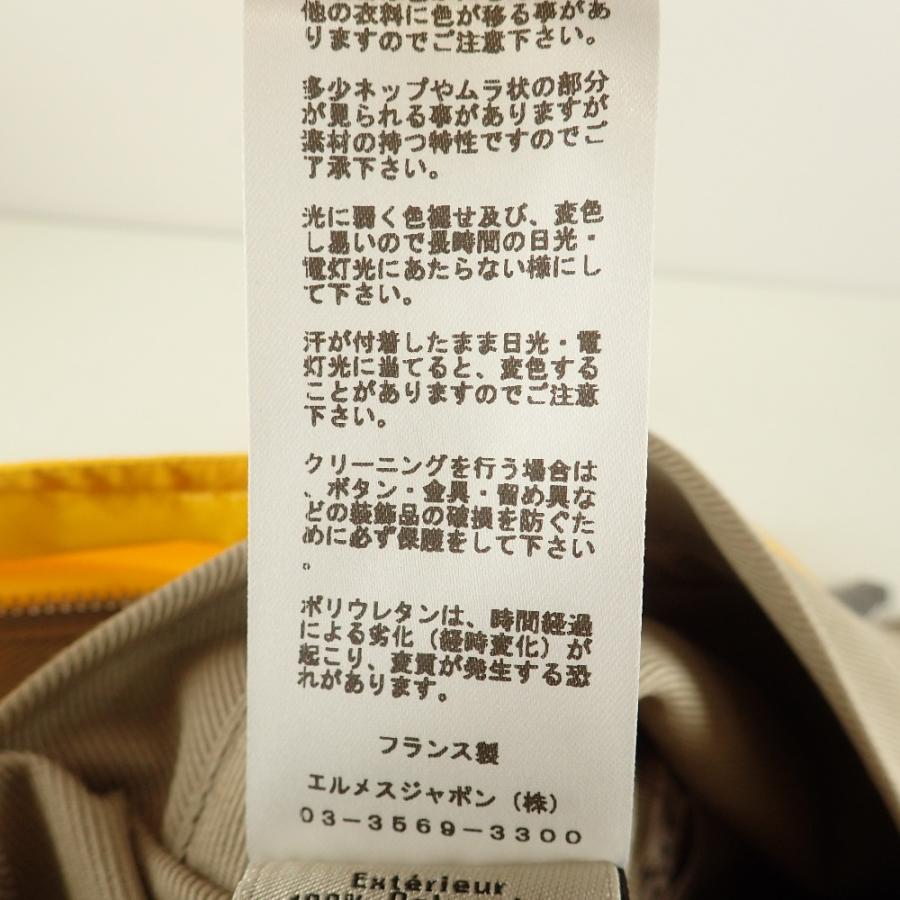 他の衣料に色が移る事があ
りますのでご注意下さい。
多少ネップやムラ状の部分
が見られる事がありますが
素材の持つ特性ですのでご
了承下さい。
光に弱く色褪せ及び、変色
し易いので長時間の日光・
電灯光にあたらない様にし
て下さい。
汗が付着したまま日光・電
灯光に当てると、変色する
ことがありますのでご注意
下さい。
クリーニングを行う場合は
、ボタン・金具・留め具な
どの装飾品の破損を防ぐた
めに必ず保護をして下さい
。
ポリウレタンは、時間経過
による劣化（経時変化）が
起こり、変質が発生する恐
れがあります。
フランス製
エルメスジャポン（株）
03-3569-3300
Extérieur
100%